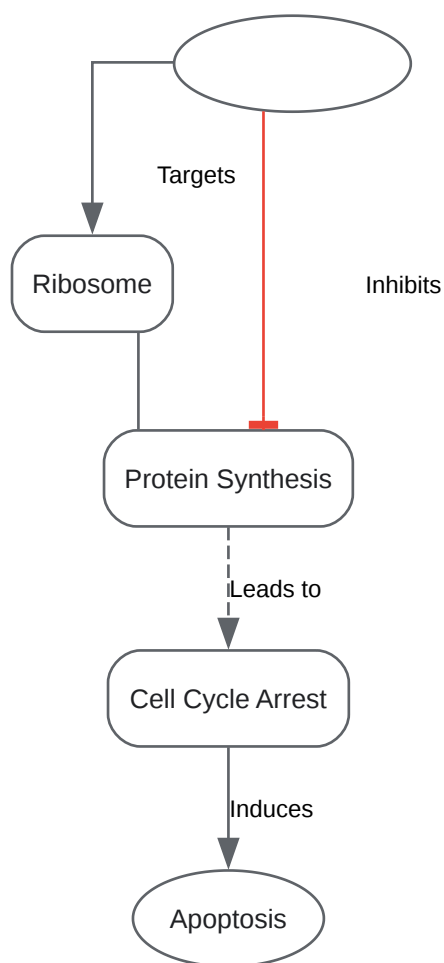 Targets
Ribosome
Inhibits
Protein Synthesis
Leads to
Cell Cycle Arrest
Induces
Apoptosis